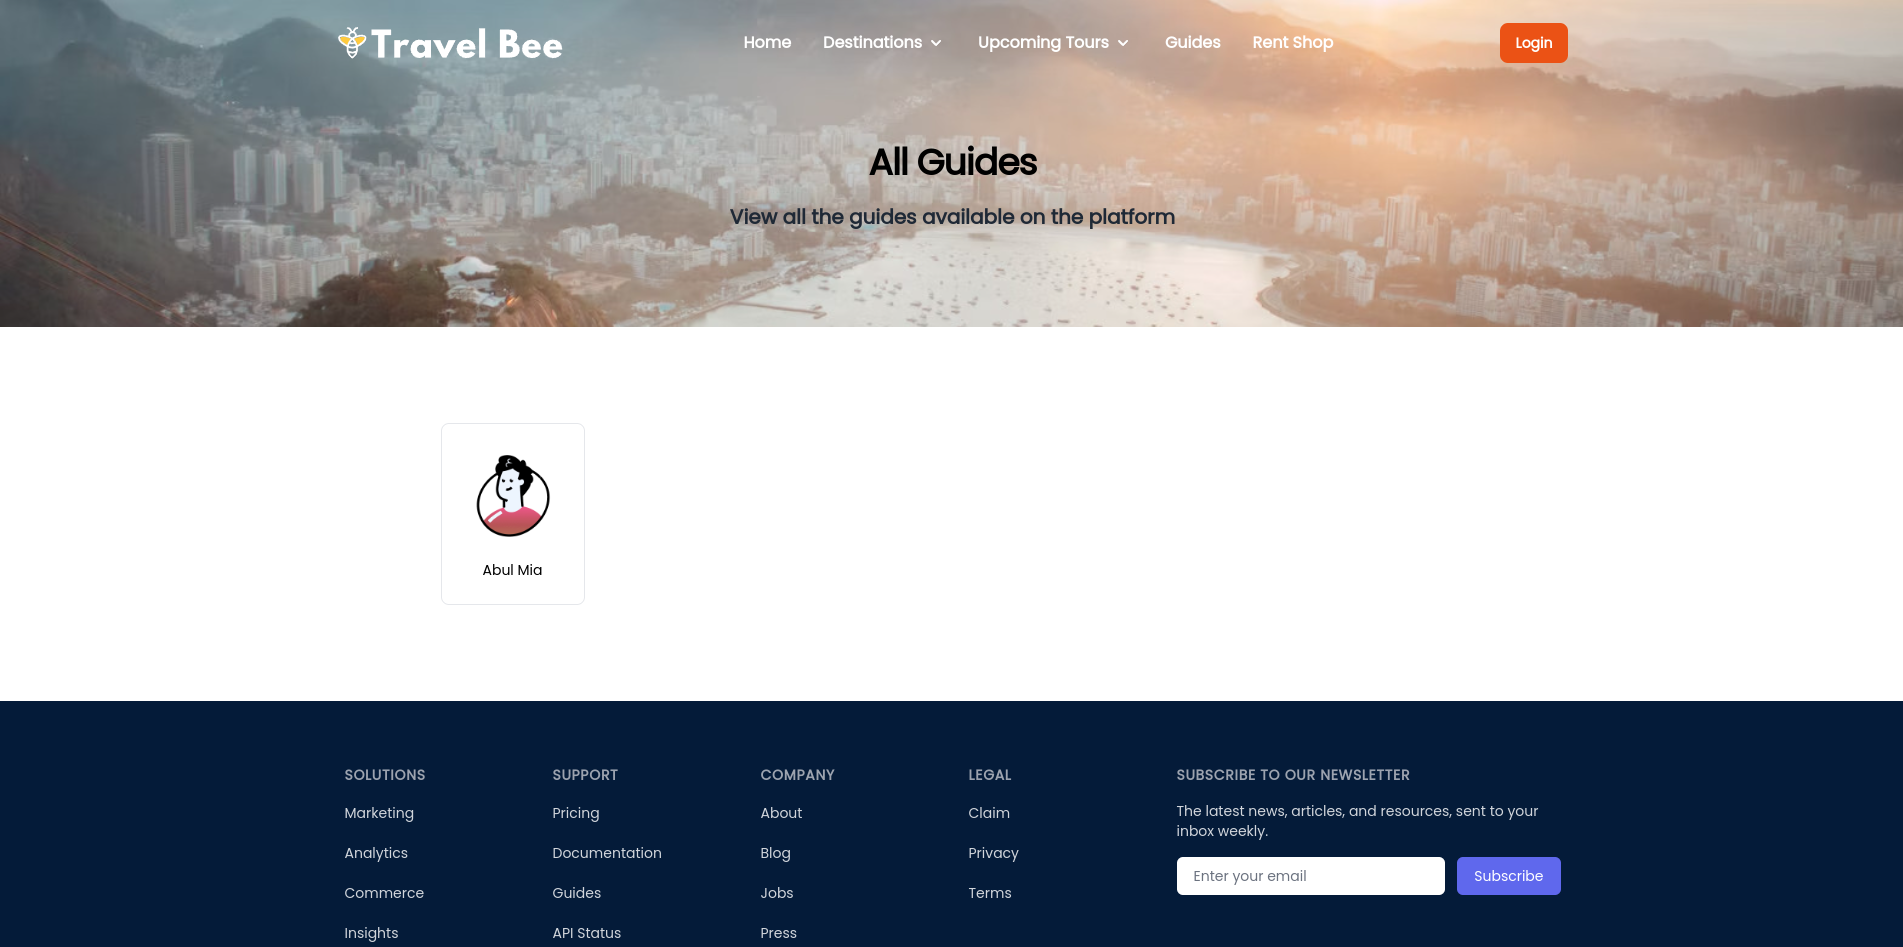 Travel Bee
Home Destinations Upcoming Tours Guides Rent Shop
Login
All Guides
View all the guides available on the platform
Abul Mia
SOLUTIONS
Marketing
Analytics
Commerce
Insights
SUPPORT
Pricing
Documentation
Guides
API Status
COMPANY
About
Blog
Jobs
Press
LEGAL
Claim
Privacy
Terms
SUBSCRIBE TO OUR NEWSLETTER
The latest news, articles, and resources, sent to your
inbox weekly.
Enter your email
Subscribe